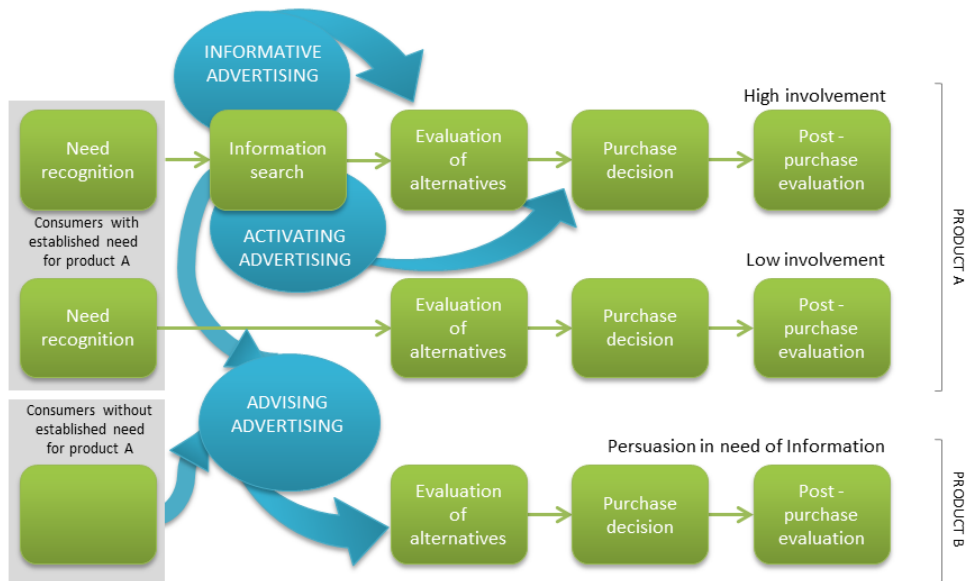 INFORMATIVE
ADVERTISING
High involvement
Need
recognition
Information
search
Evaluation
of
alternatives
Purchase
decision
Post -
purchase
evaluation
Consumers with
established need
for product A
ACTIVATING
ADVERTISING
PRODUCT A
Low involvement
Need
recognition
Evaluation
of
alternatives
Purchase
decision
Post -
purchase
evaluation
Consumers without
established need
for product A
ADVISING
ADVERTISING
Persuasion in need of Information
Evaluation
of
alternatives
Purchase
decision
Post -
purchase
evaluation
PRODUCT B